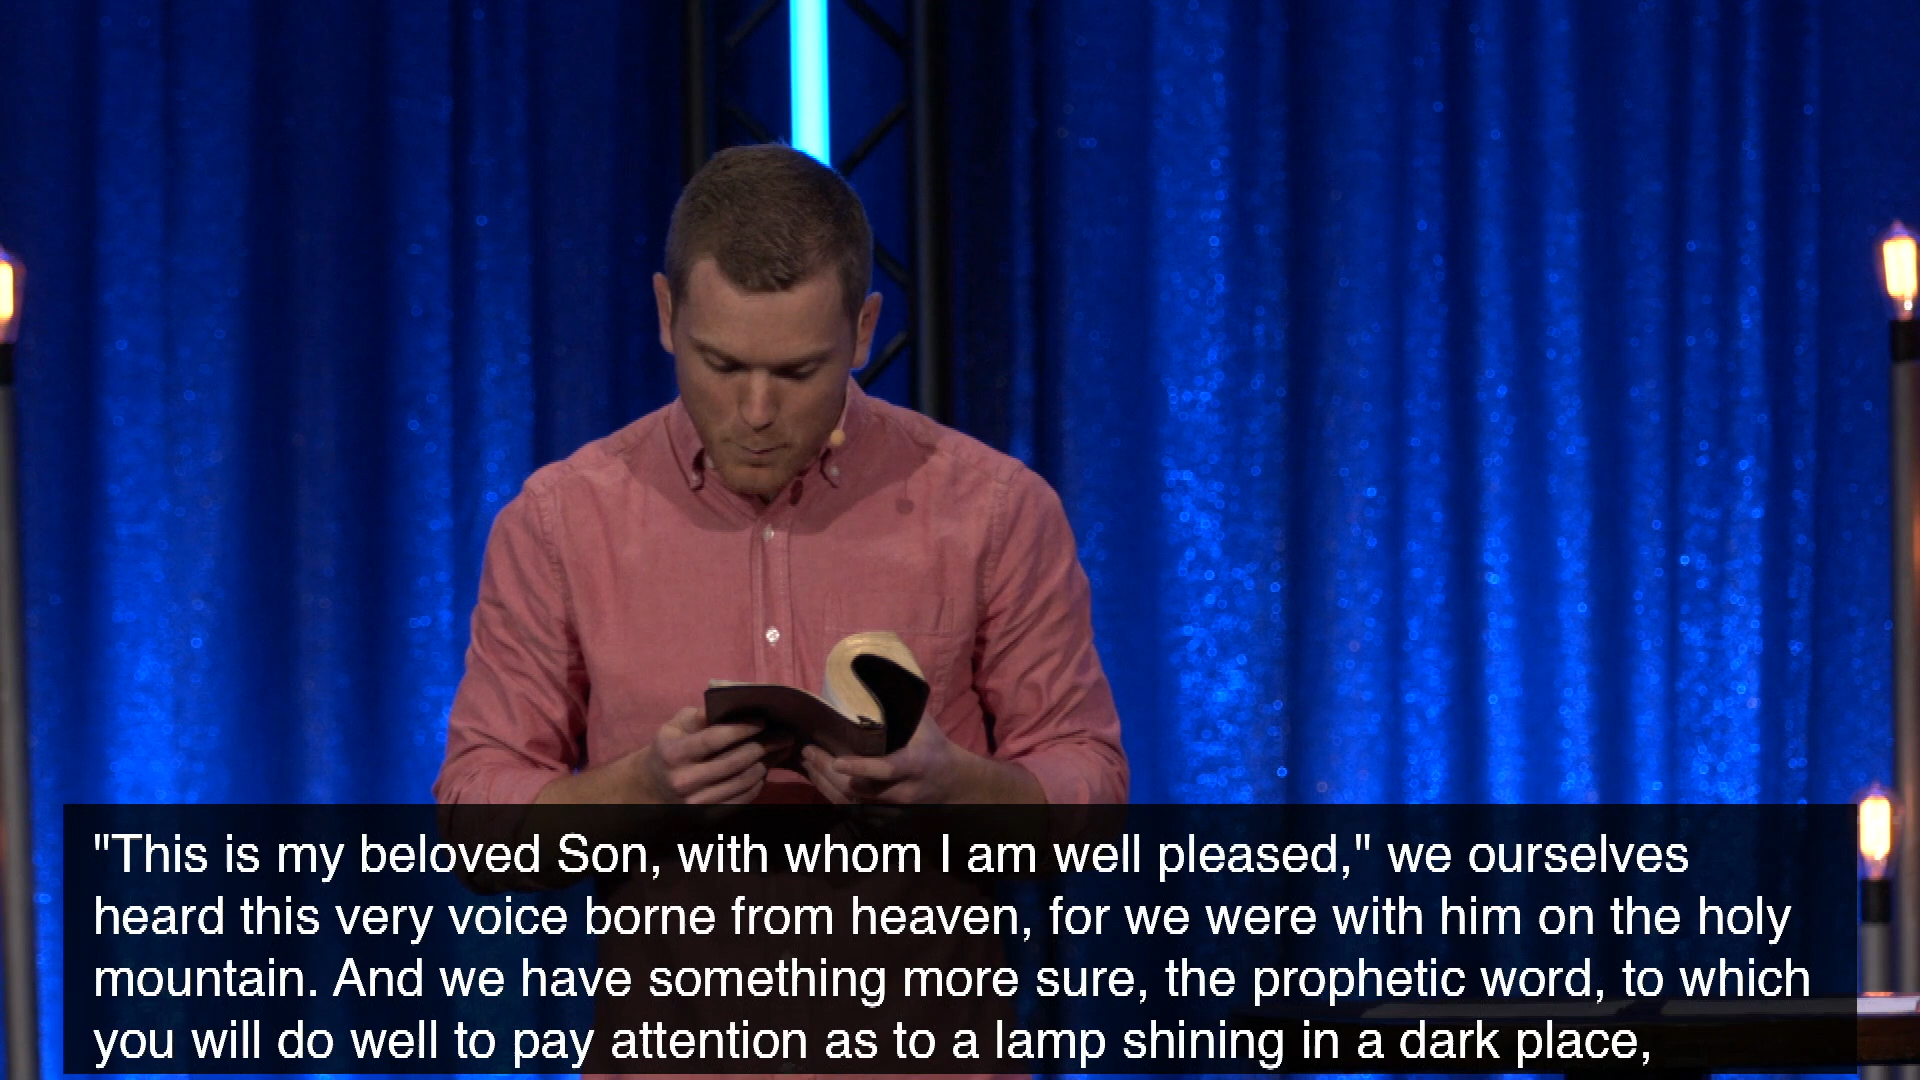 "This is my beloved Son, with whom I am well pleased," we ourselves
heard this very voice borne from heaven, for we were with him on the holy
mountain. And we have something more sure, the prophetic word, to which
you will do well to pay attention as to a lamp shining in a dark place,